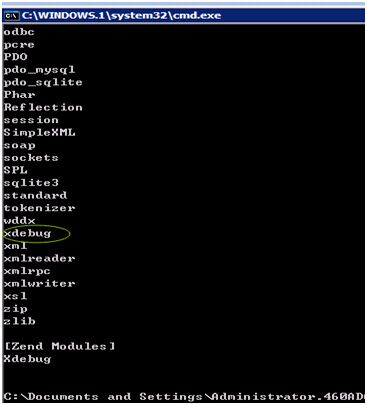 C:\WINDOWS.1\system32\cmd.exe
odbc
pcre
PDO
pdo_mysql
pdo_sqlite
Phar
Reflection
session
SimpleXML
soap
sockets
SPL
sqlite3
standard
tokenizer
wddx
xdebug
xml
xmlreader
xmlrpc
xmlwriter
xsl
zip
zlib
[Zend Modules]
Xdebug
C:\Documents and Settings\Administrator.460AD